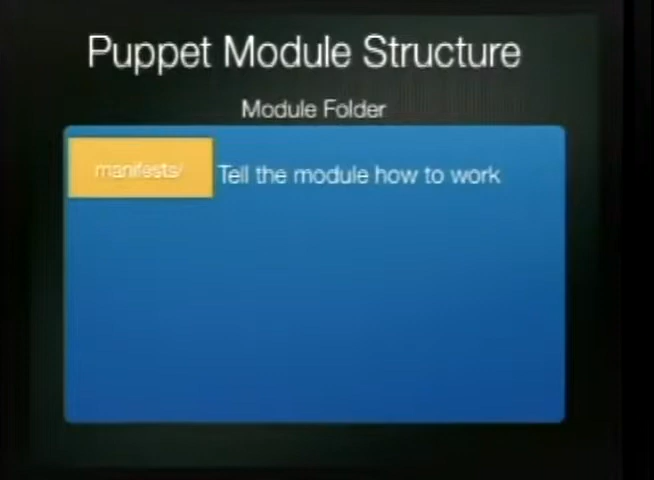 Puppet Module Structure
Module Folder
manifests/
Tell the module how to work